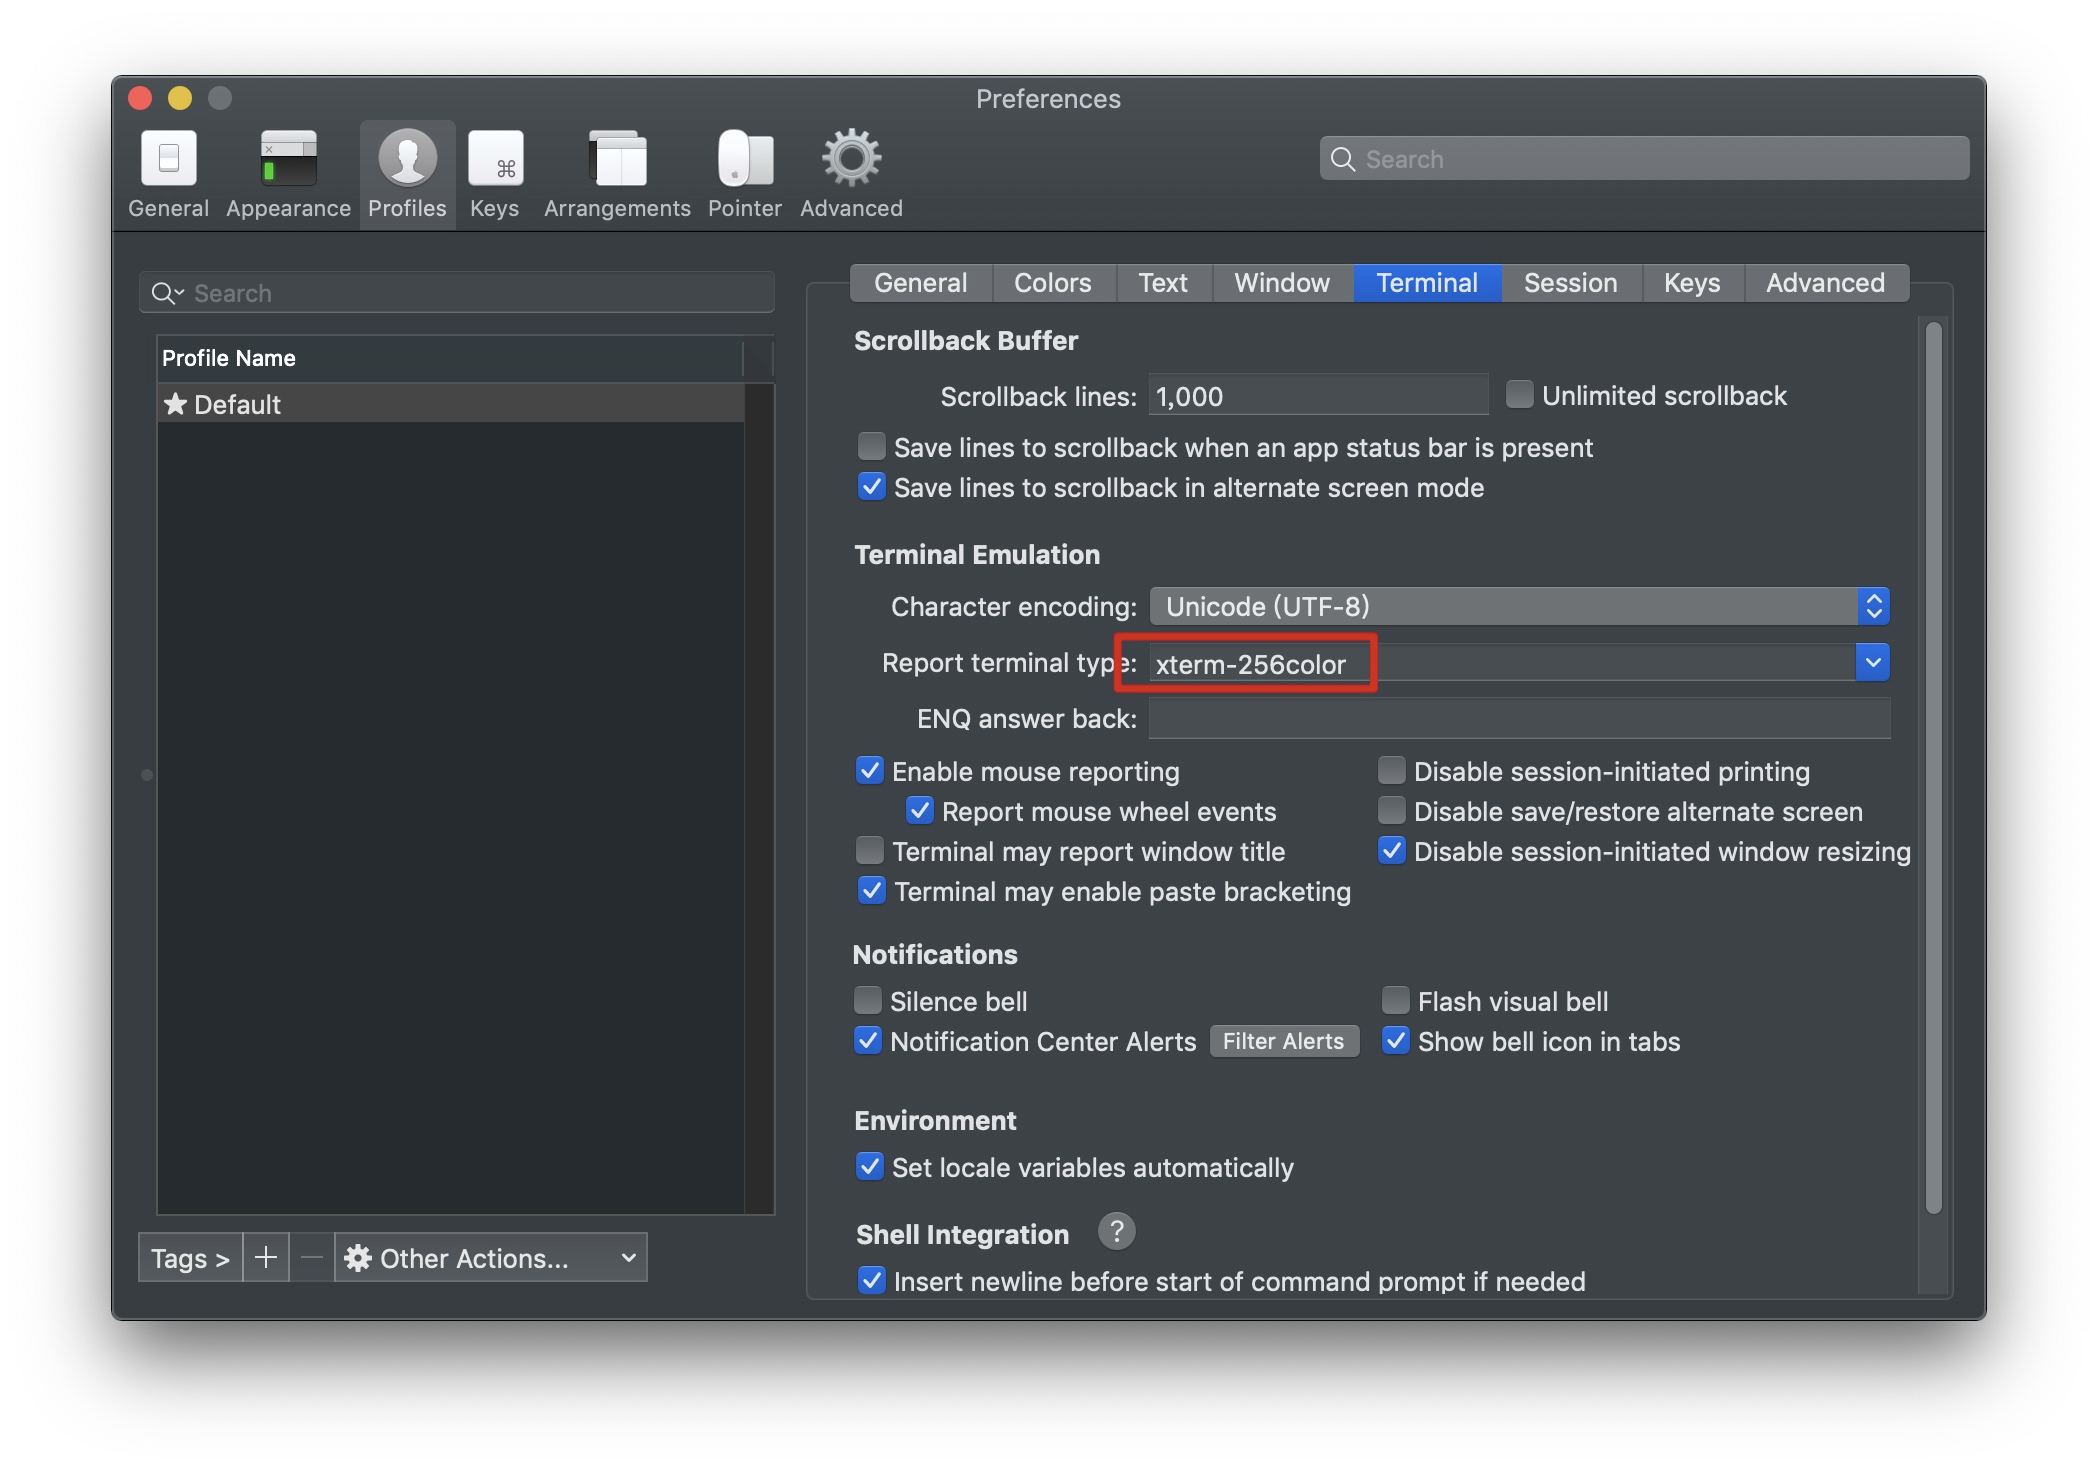 Preferences
General Appearance Profiles Keys Arrangements Pointer Advanced
Search
Search
Profile Name
Default
Tags >
Other Actions...
General Colors Text Window Terminal Session Keys Advanced
Scrollback Buffer
Scrollback lines: 1,000 Unlimited scrollback
Save lines to scrollback when an app status bar is present
Save lines to scrollback in alternate screen mode
Terminal Emulation
Character encoding: Unicode (UTF-8)
Report terminal type: xterm-256color
ENQ answer back:
Enable mouse reporting Disable session-initiated printing
Report mouse wheel events Disable save/restore alternate screen
Terminal may report window title Disable session-initiated window resizing
Terminal may enable paste bracketing
Notifications
Silence bell Flash visual bell
Notification Center Alerts Filter Alerts Show bell icon in tabs
Environment
Set locale variables automatically
Shell Integration ?
Insert newline before start of command prompt if needed